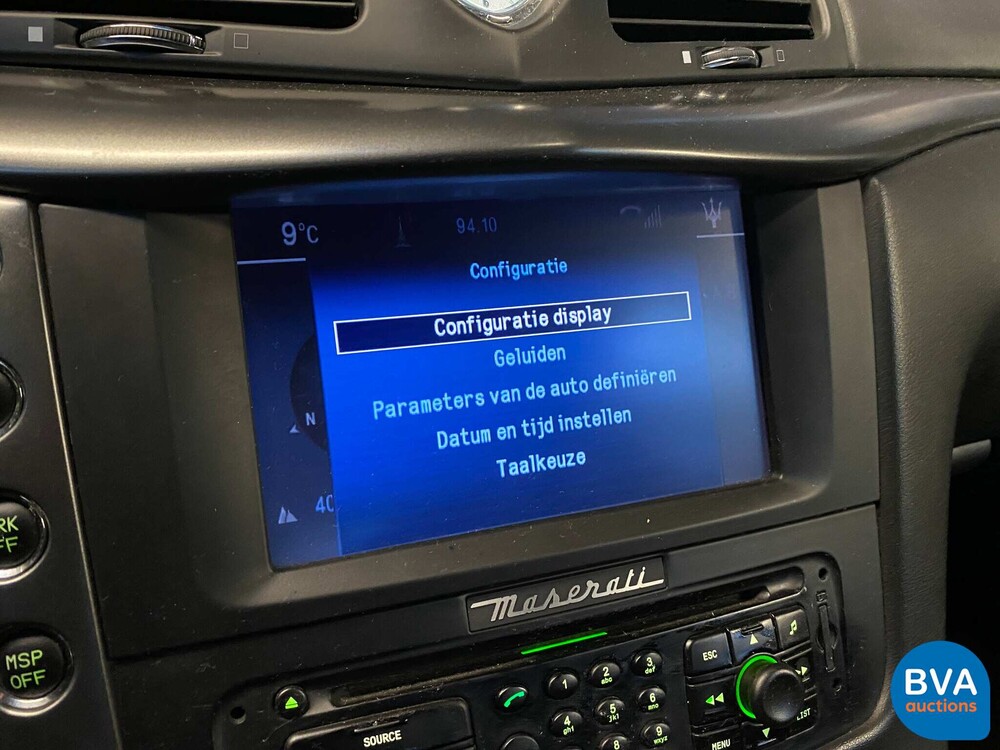 9°C
94.10
Configuratie
Configuratie display
Geluiden
Parameters van de auto definiëren
Datum en tijd instellen
Taalkeuze
N
40
Maserati
RK
FF
MSP
OFF
SOURCE
1
2 abc
3 def
4 ghi
5 jkl
6 mno
8
9 wxyz
ESC
MENU
LIST
BVA
auctions